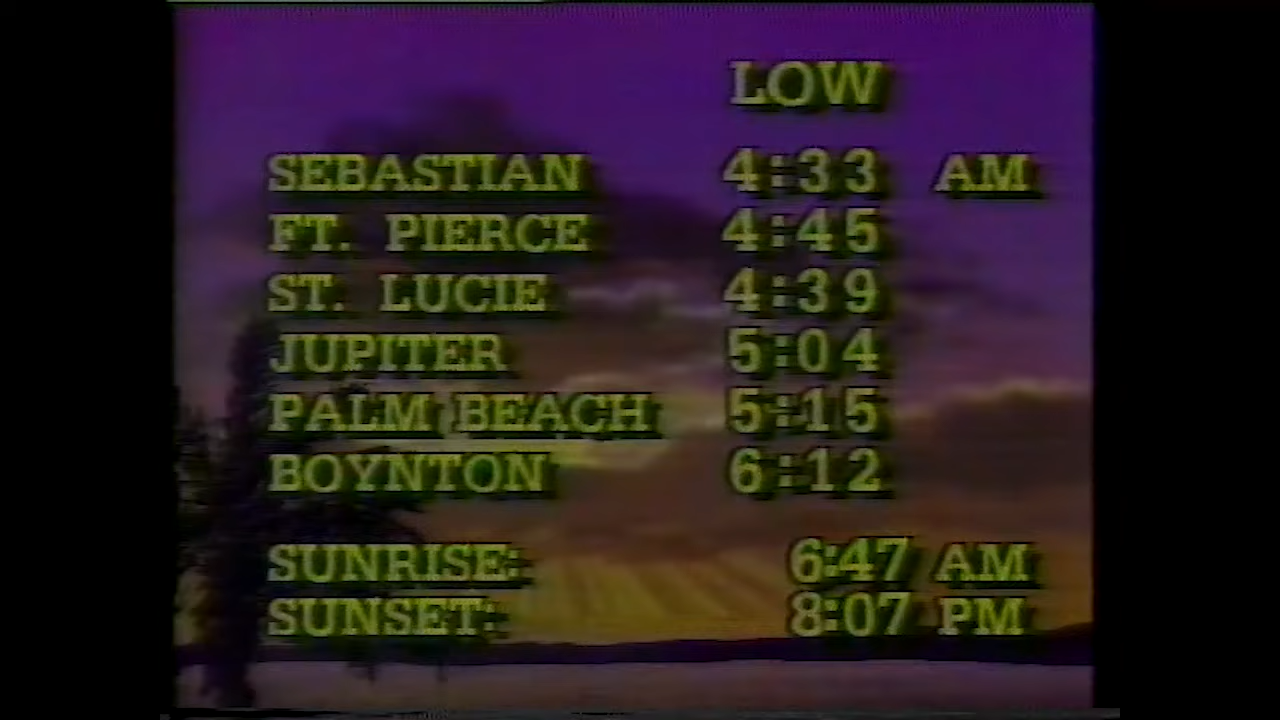 LOW
SEBASTIAN 4:33 AM
FT. PIERCE 4:45
ST. LUCIE 4:39
JUPITER 5:04
PALM BEACH 5:15
BOYNTON 6:12
SUNRISE: 6:47 AM
SUNSET: 8:07 PM